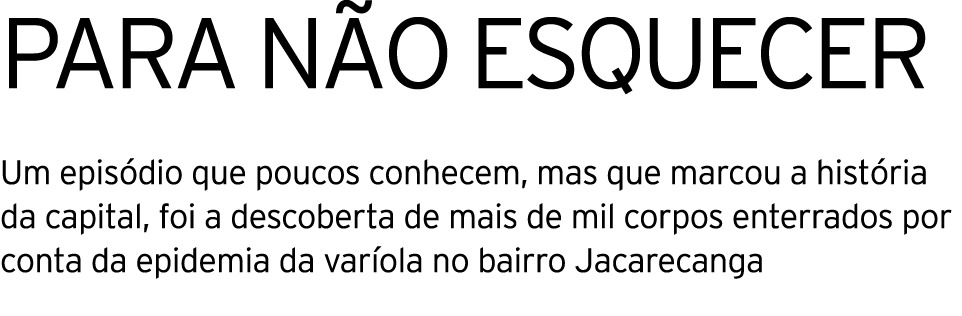 PARA NÃO ESQUECER
Um episódio que poucos conhecem, mas que marcou a história
da capital, foi a descoberta de mais de mil corpos enterrados por
conta da epidemia da varíola no bairro Jacarecanga